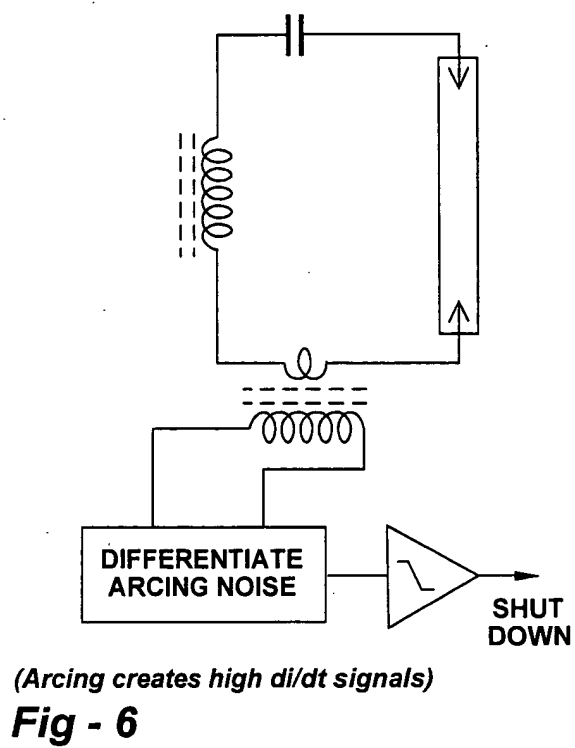 DIFFERENTIATE
ARCING NOISE
SHUT
DOWN
(Arcing creates high di/dt signals)
Fig - 6